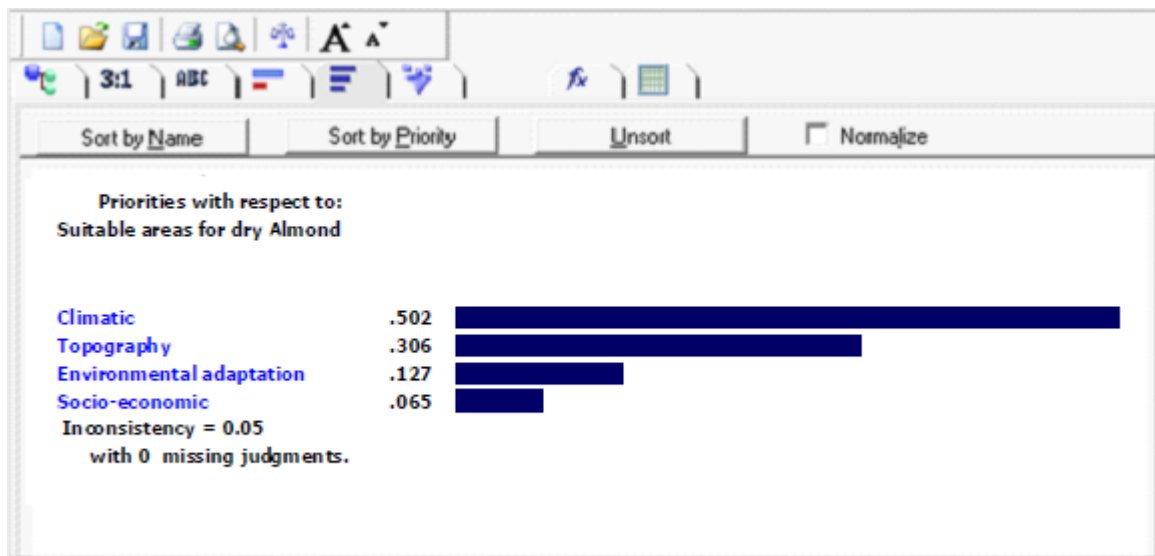 A A
3:1 ABC fx
Sort by Name Sort by Priority Unsort Normalize
Priorities with respect to:
Suitable areas for dry Almond
Climatic .502
Topography .306
Environmental adaptation .127
Socio-economic .065
Inconsistency = 0.05
with 0 missing judgments.